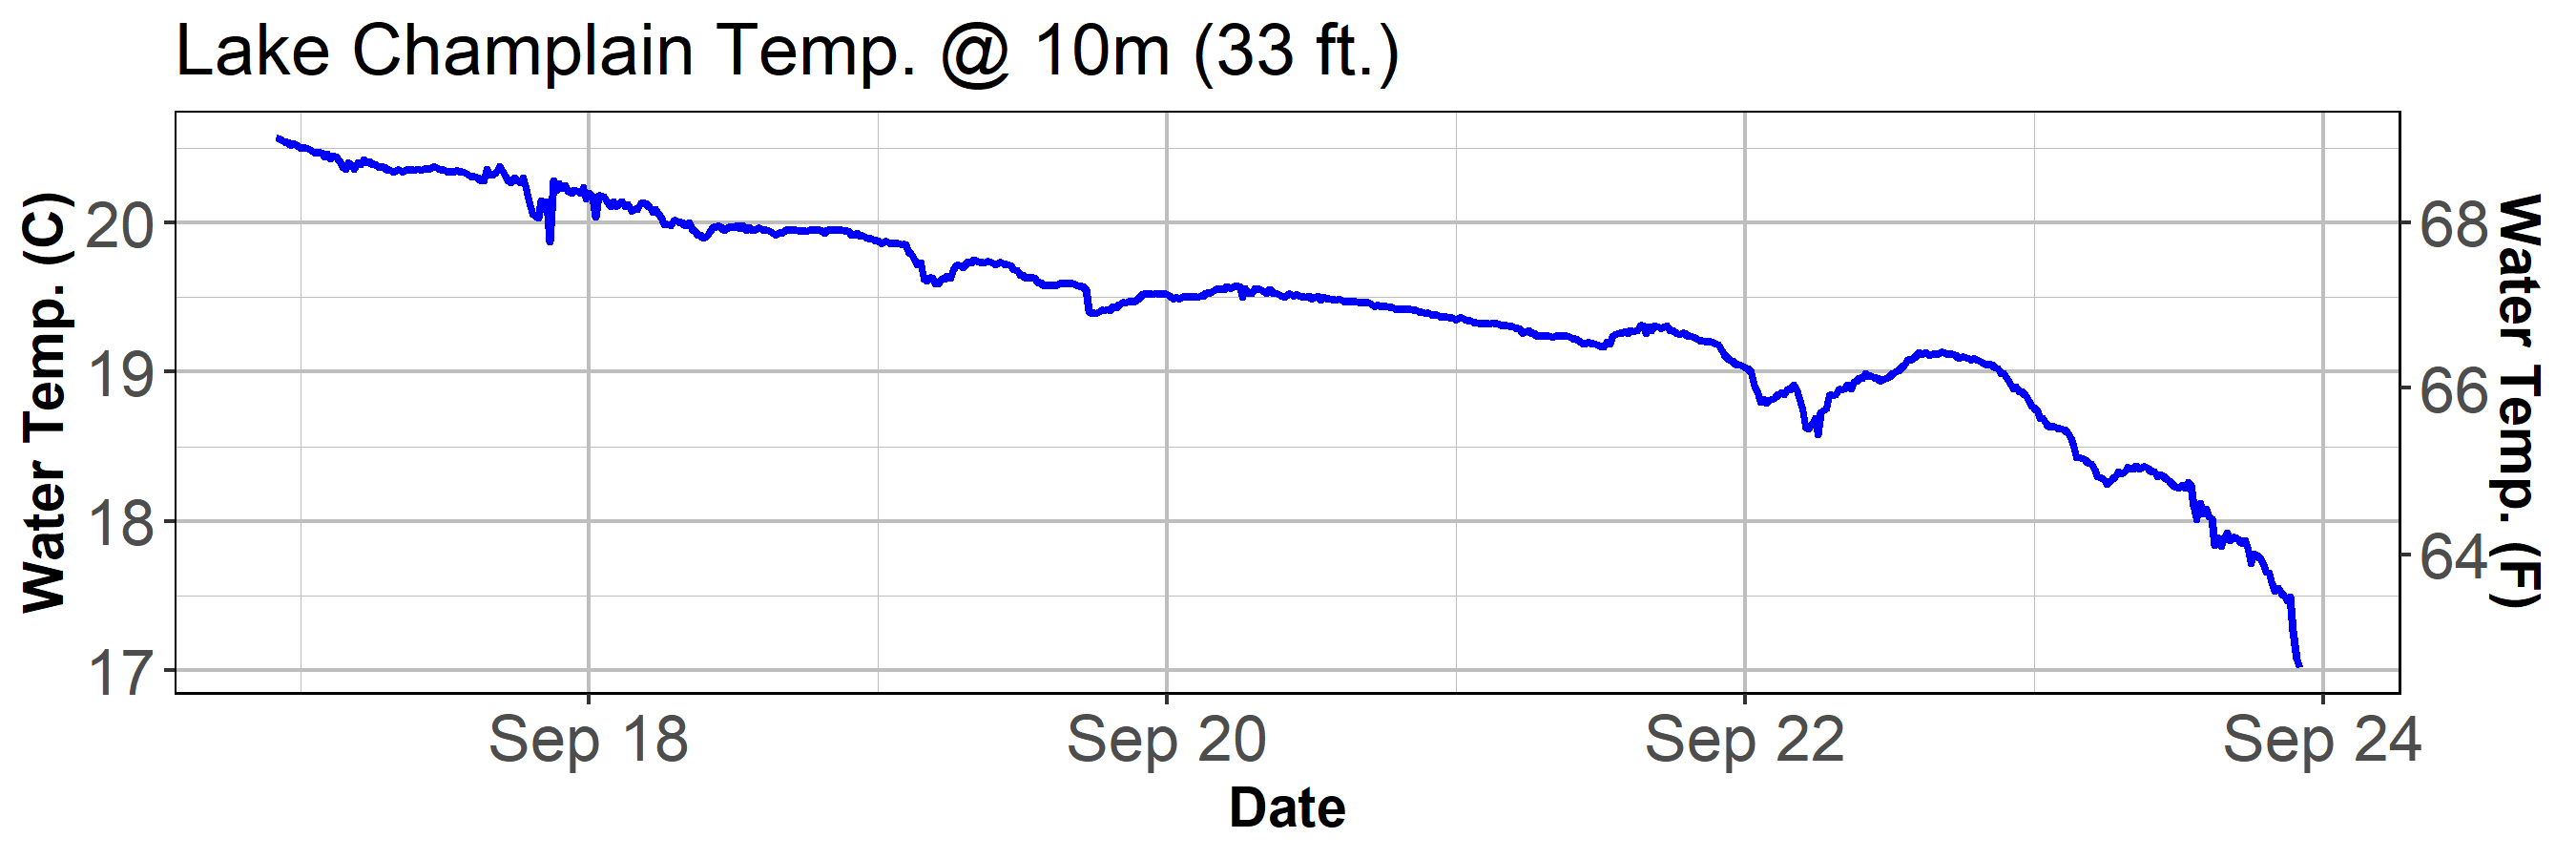 Lake Champlain Temp. @ 10m (33 ft.)
Water Temp. (C)
20
19
18
17
68
66
64
Water Temp. (F)
Sep 18
Sep 20
Sep 22
Sep 24
Date